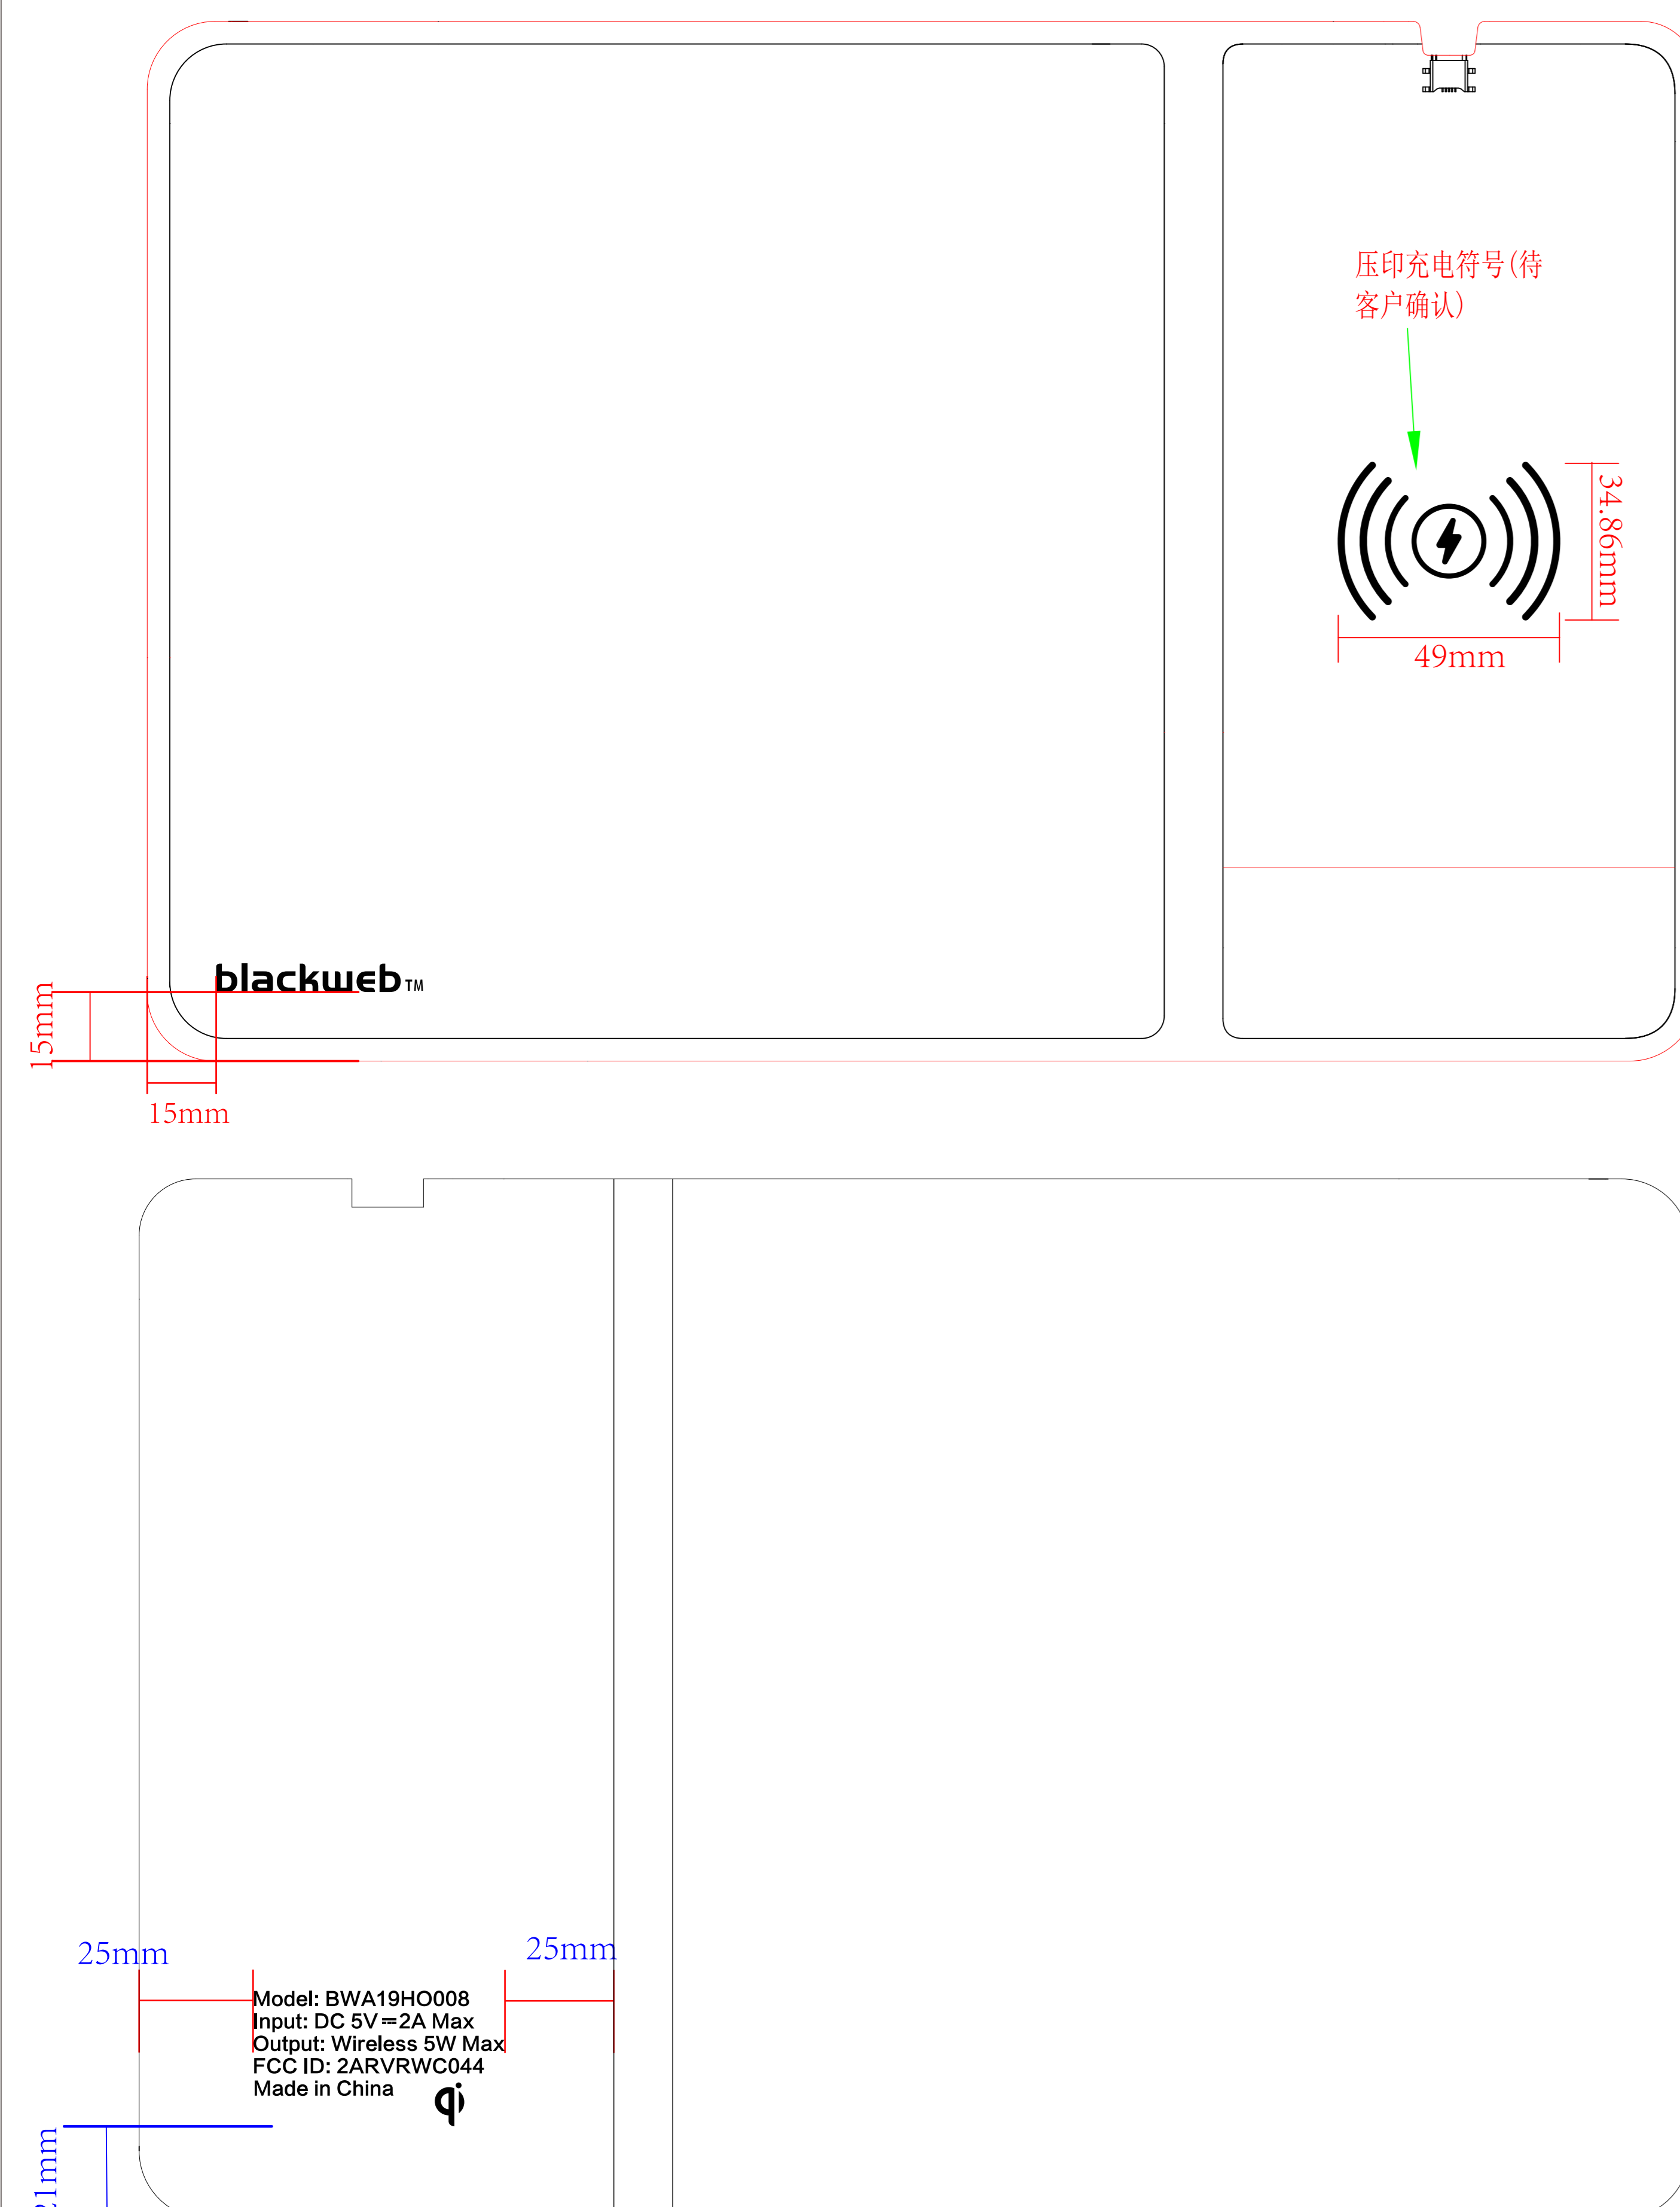 压印充电符号(待
客户确认)
34.86mm
49mm
blackweb™
15mm
15mm
25mm
25mm
Model: BWA19HO008
Input: DC 5V⎓2A Max
Output: Wireless 5W Max
FCC ID: 2ARVRWC044
Made in China
qi
21mm